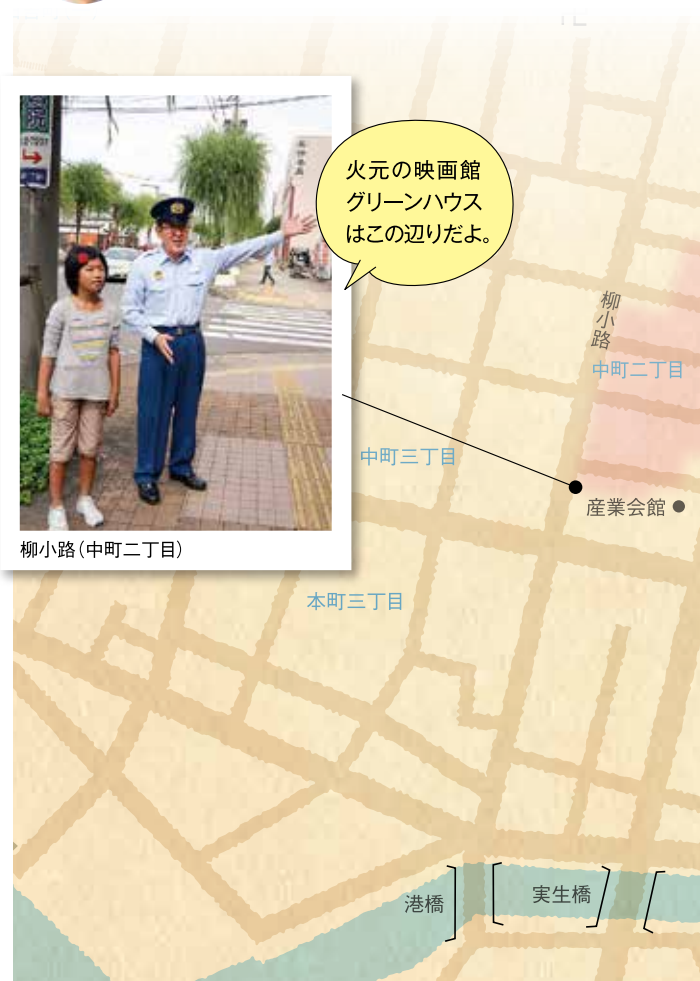 院
火元の映画館
グリーンハウス
はこの辺りだよ。
柳小路
中町二丁目
中町三丁目
産業会館
柳小路(中町二丁目)
本町三丁目
港橋
実生橋